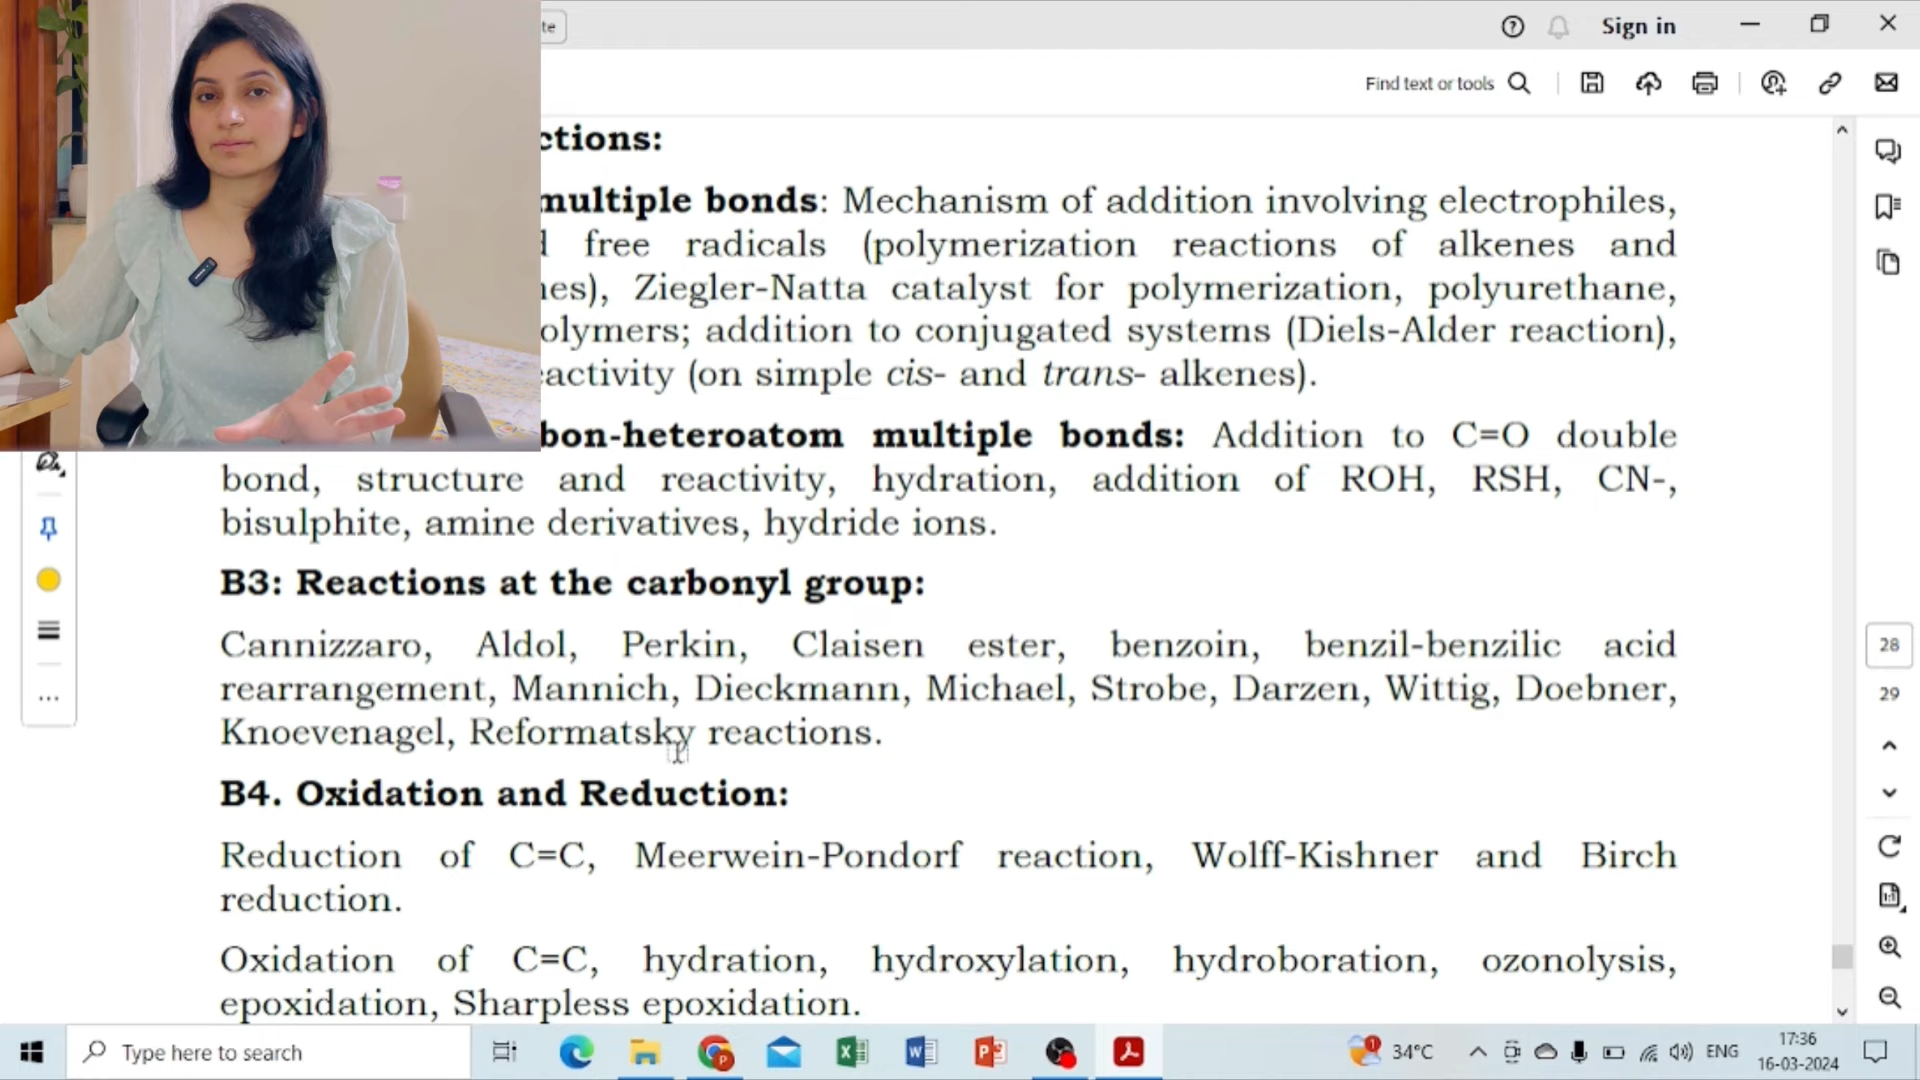 te
Sign in
Find text or tools
ctions:
multiple bonds: Mechanism of addition involving electrophiles,
free radicals (polymerization reactions of alkenes and
es), Ziegler-Natta catalyst for polymerization, polyurethane,
olymers; addition to conjugated systems (Diels-Alder reaction),
eactivity (on simple cis- and trans- alkenes).
bon-heteroatom multiple bonds: Addition to C=O double
bond, structure and reactivity, hydration, addition of ROH, RSH, CN-,
bisulphite, amine derivatives, hydride ions.
B3: Reactions at the carbonyl group:
Cannizzaro, Aldol, Perkin, Claisen ester, benzoin, benzil-benzilic acid
rearrangement, Mannich, Dieckmann, Michael, Strobe, Darzen, Wittig, Doebner,
Knoevenagel, Reformatsky reactions.
B4. Oxidation and Reduction:
Reduction of C=C, Meerwein-Pondorf reaction, Wolff-Kishner and Birch
reduction.
Oxidation of C=C, hydration, hydroxylation, hydroboration, ozonolysis,
epoxidation, Sharpless epoxidation.
28
29
Type here to search
34°C
ENG
17:36
16-03-2024